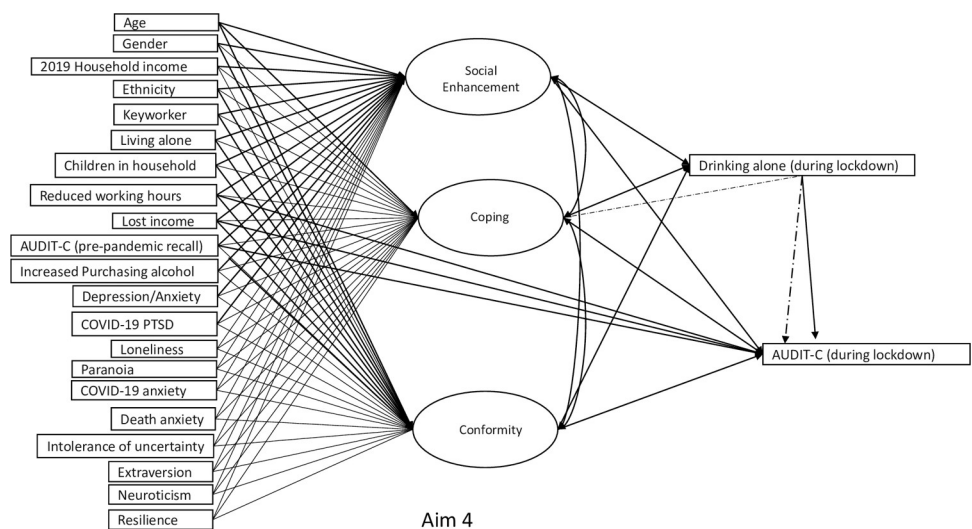 Age
Gender
2019 Household income
Ethnicity
Keyworker
Living alone
Children in household
Reduced working hours
Lost income
AUDIT-C (pre-pandemic recall)
Increased Purchasing alcohol
Depression/Anxiety
COVID-19 PTSD
Loneliness
Paranoia
COVID-19 anxiety
Death anxiety
Intolerance of uncertainty
Extraversion
Neuroticism
Resilience
Social
Enhancement
Coping
Conformity
Drinking alone (during lockdown)
AUDIT-C (during lockdown)
Aim 4